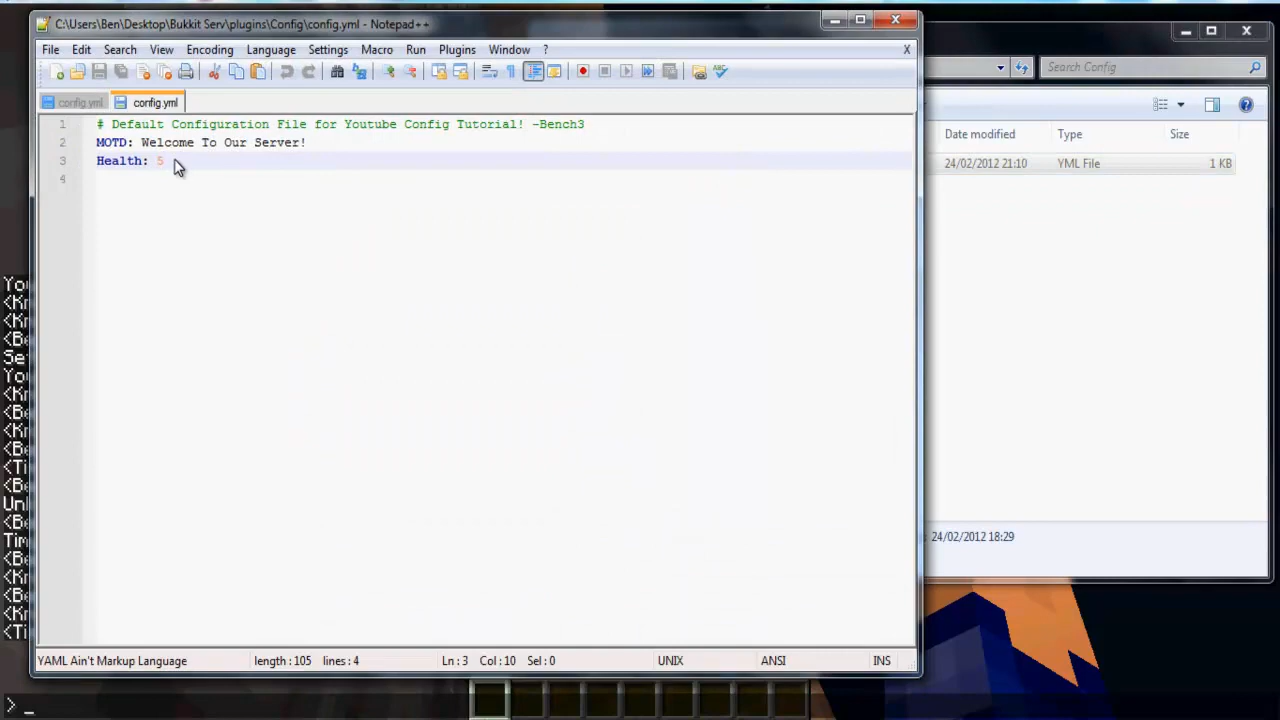 C:\Users\Ben\Desktop\Bukkit Serv\plugins\Config\config.yml - Notepad++
File Edit Search View Encoding Language Settings Macro Run Plugins Window ? X
Search Config
config.yml config.yml
1 # Default Configuration File for Youtube Config Tutorial! -Bench3
2 MOTD: Welcome To Our Server!
3 Health: 5
4
Date modified Type Size
24/02/2012 21:10 YML File 1 KB
24/02/2012 18:29
YAML Ain't Markup Language length : 105 lines : 4 Ln : 3 Col : 10 Sel : 0 UNIX ANSI INS
> _